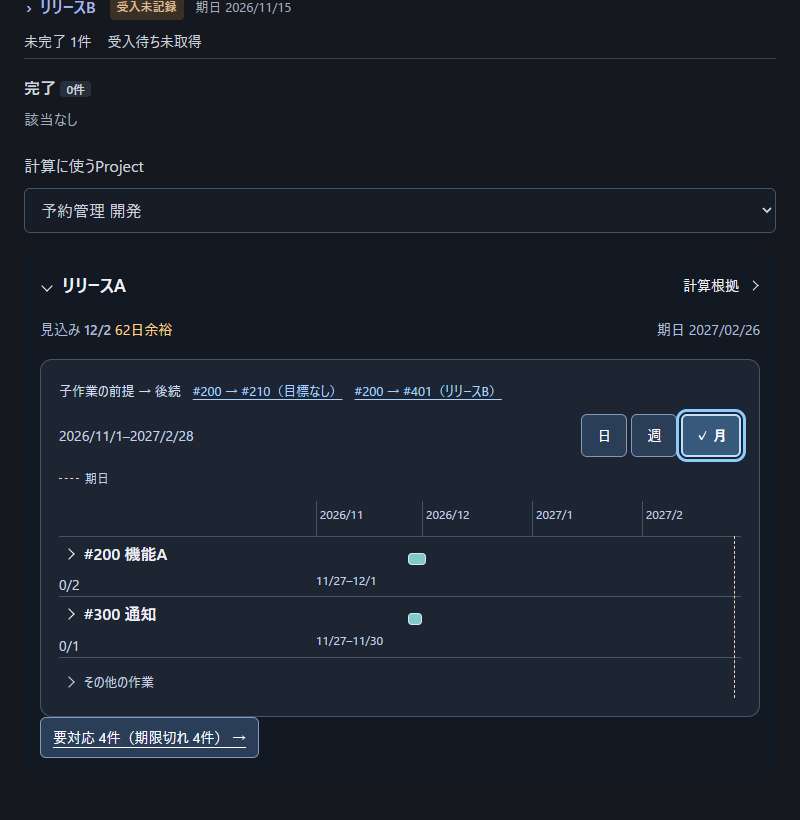 › リリースB 受入未記録 期日 2026/11/15
未完了 1件 受入待ち未取得
完了 0件
該当なし
計算に使うProject
予約管理 開発
リリースA 計算根拠
見込み 12/2 62日余裕 期日 2027/02/26
子作業の前提 → 後続 #200 → #210（目標なし） #200 → #401（リリースB）
2026/11/1–2027/2/28 日 週 ✓ 月
---- 期日
2026/11 2026/12 2027/1 2027/2
#200 機能A
0/2 11/27–12/1
#300 通知
0/1 11/27–11/30
その他の作業
要対応 4件（期限切れ 4件） →